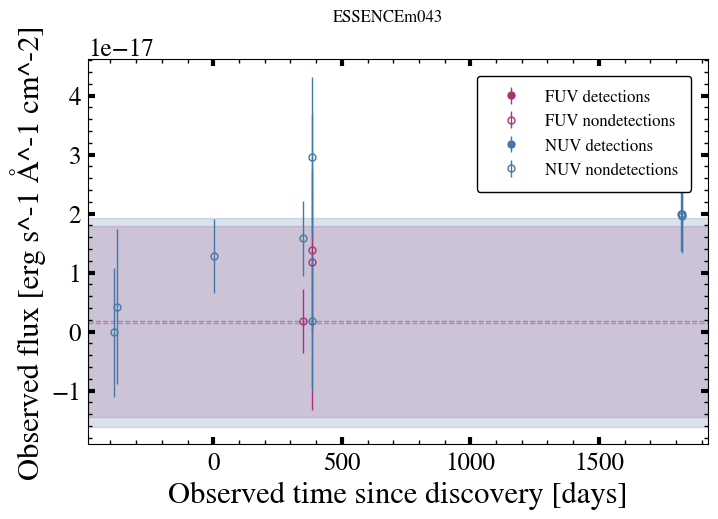 ESSENCEm043
1e−17
Observed flux [erg s^-1 Å^-1 cm^-2]
4
3
2
1
0
−1
FUV detections
FUV nondetections
NUV detections
NUV nondetections
0 500 1000 1500
Observed time since discovery [days]